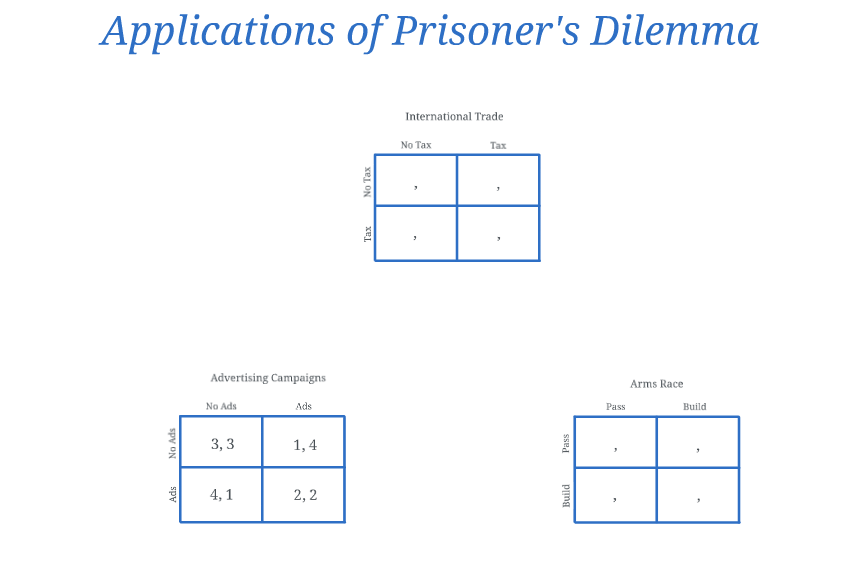 Applications of Prisoner's Dilemma
International Trade
No Tax Tax
No Tax , ,
Tax , ,
Advertising Campaigns
No Ads Ads
No Ads 3, 3 1, 4
Ads 4, 1 2, 2
Arms Race
Pass Build
Pass , ,
Build , ,